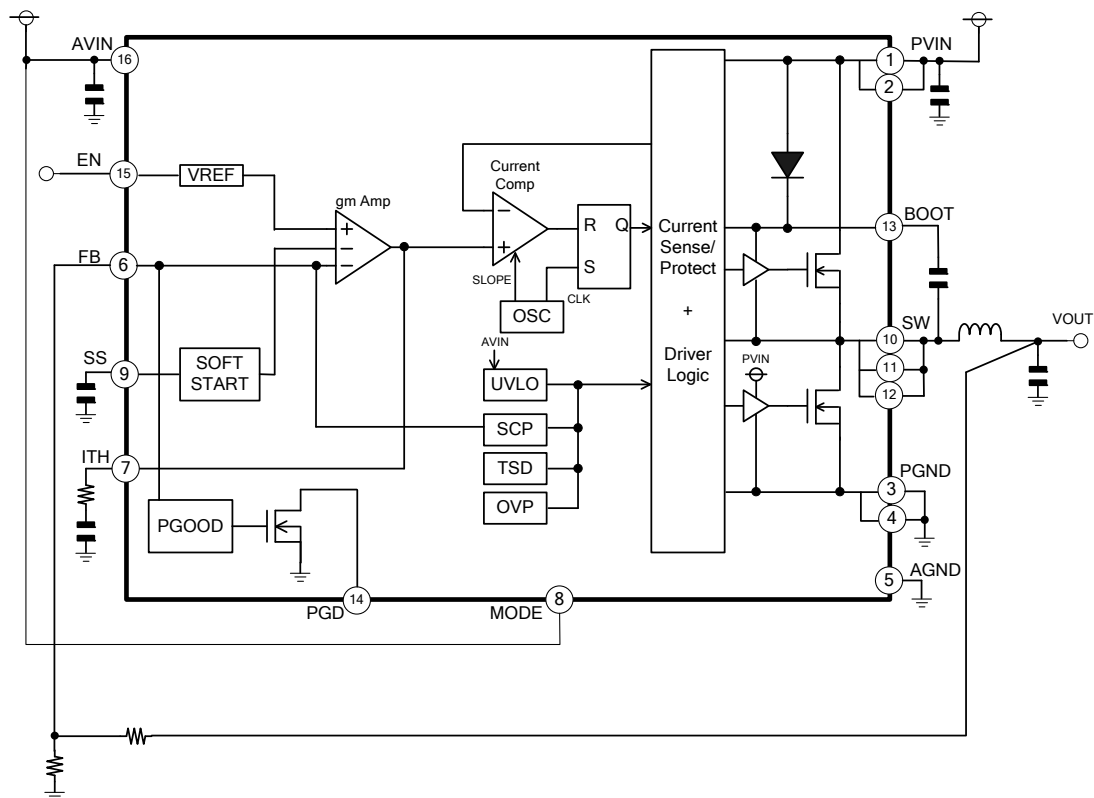 AVIN
16
PVIN
1
2
EN
15
VREF
gm Amp
+
−
−
Current
Comp
−
+
R
Q
S
SLOPE
CLK
OSC
Current
Sense/
Protect
+
Driver
Logic
13
BOOT
FB
6
SS
9
SOFT
START
AVIN
UVLO
SCP
TSD
OVP
PVIN
10
SW
11
12
VOUT
ITH
7
PGOOD
PGND
3
4
5
AGND
PGD
14
MODE
8